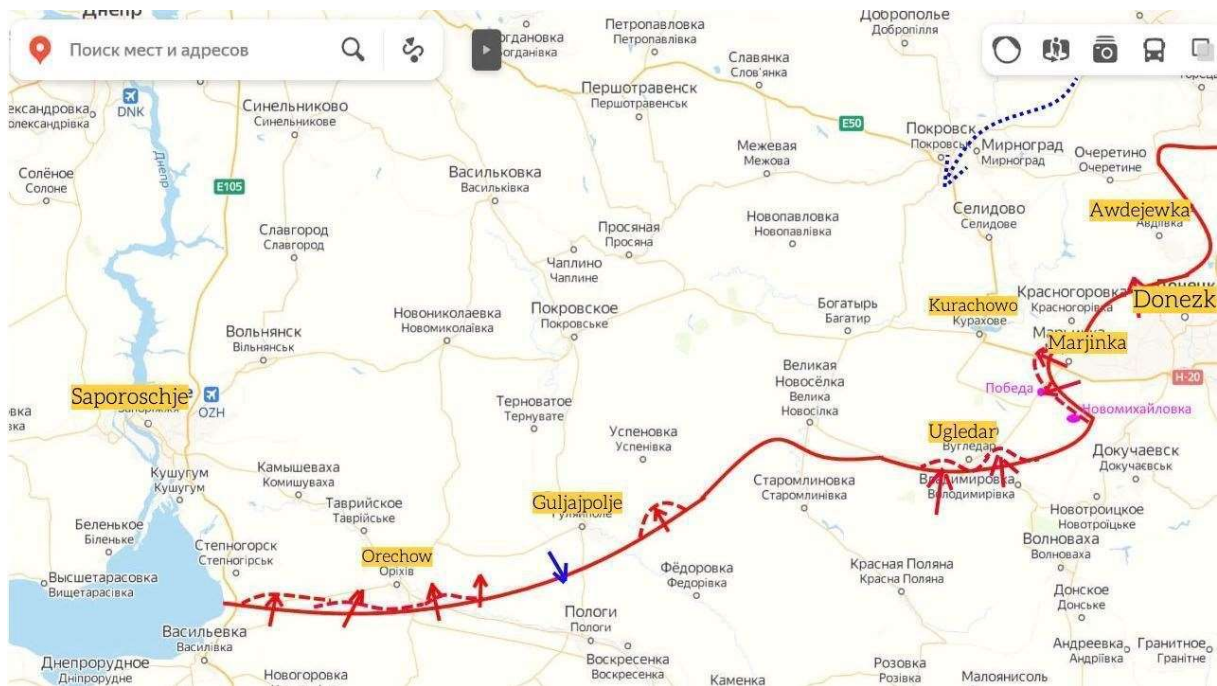 Днепр
Поиск мест и адресов
Богдановка
Богданівка
Петропавловка
Петропавлівка
Доброполье
Добропілля
Славянка
Слов'янка
DNK
Синельниково
Синельникове
Першотравенск
Першотравенськ
E50
Покровск
Покровськ
Мирноград
Мирноград
Межевая
Межова
Очеретино
Очеретине
Солёное
Солоне
Днепр
E105
Васильковка
Васильківка
Селидово
Селидове
Awdejewka
Авдіївка
Славгород
Славгород
Просяная
Просяна
Новопавловка
Новопавлівка
Чаплино
Чаплине
Красногоровка
Красногорівка
Donezk
Новониколаевка
Новомиколаївка
Покровское
Покровське
Богатырь
Багатир
Kurachowo
Курахове
Вольнянск
Вільнянськ
Marjinka
Saporoschje
OZH
Великая
Новосёлка
Велика
Новосілка
H-20
Победа
Новомихайловка
Терноватое
Тернувате
Успеновка
Успенівка
Ugledar
Вугледар
Докучаевск
Докучаєвськ
Кушугум
Кушугум
Камышеваха
Комишуваха
Старомлиновка
Старомлинівка
Владимировка
Володимирівка
Таврийское
Таврійське
Guljajpolje
Гуляйполе
Новотроицкое
Новотроїцьке
Беленькое
Біленьке
Степногорск
Степногірськ
Orechow
Оріхів
Волноваха
Волноваха
Высшетарасовка
Вищетарасівка
Фёдоровка
Федорівка
Красная Поляна
Красна Поляна
Донское
Донське
Пологи
Пологи
Васильевка
Василівка
Андреевка
Андріївка
Гранитное
Гранітне
Воскресенка
Воскресенка
Днепрорудное
Дніпрорудне
Новогоровка
Каменка
Розовка
Розівка
Малоянисоль